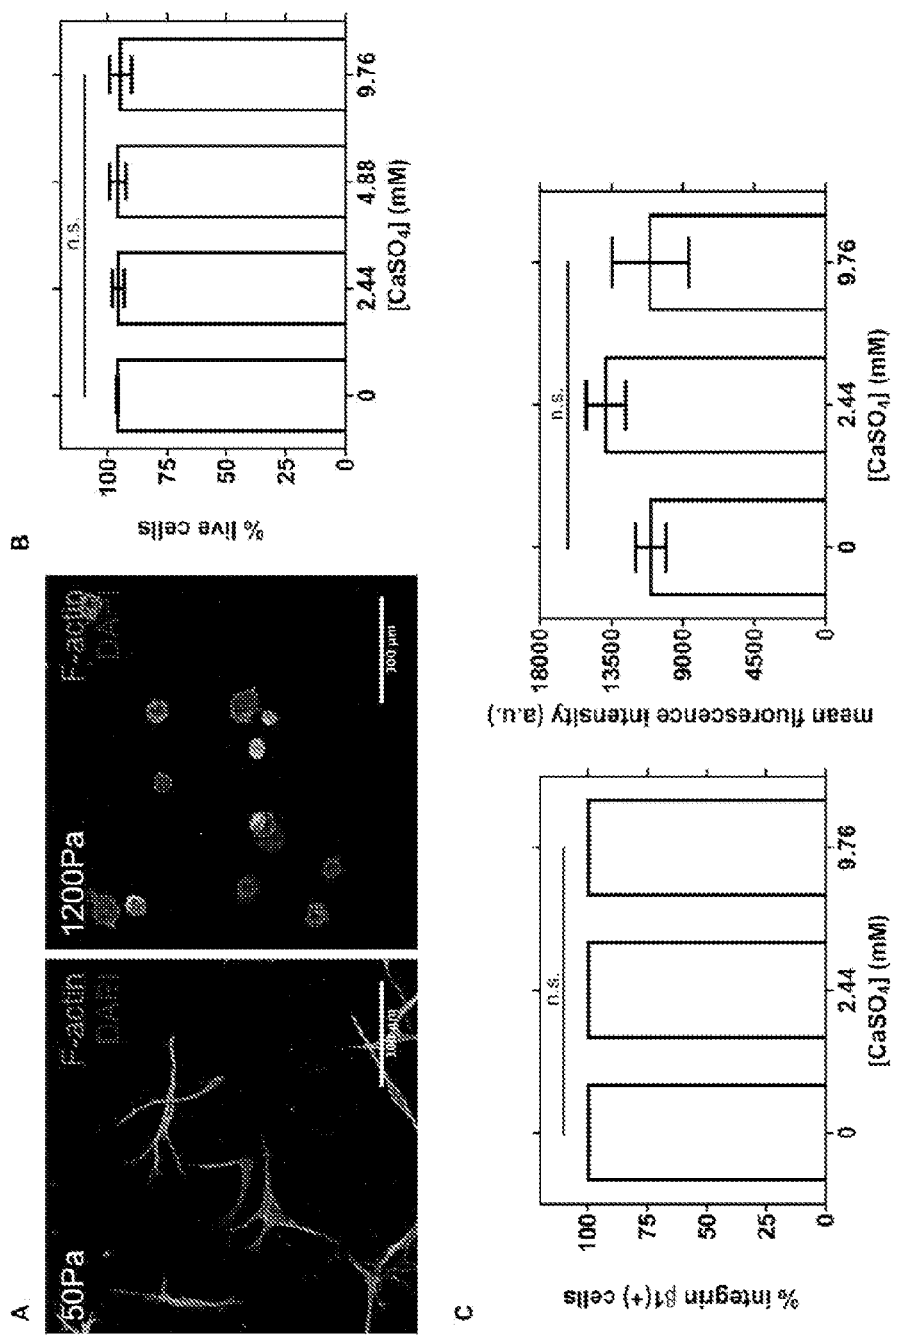 A
50Pa
F-actin
DAPI
100 µm
1200Pa
F-actin
DAPI
100 µm
B
% live cells
100
75
50
25
0
n.s.
0
2.44
4.88
9.76
[CaSO4] (mM)
C
% integrin β1(+) cells
100
75
50
25
0
n.s.
0
2.44
9.76
[CaSO4] (mM)
mean fluorescence intensity (a.u.)
18000
13500
9000
4500
0
n.s.
0
2.44
9.76
[CaSO4] (mM)